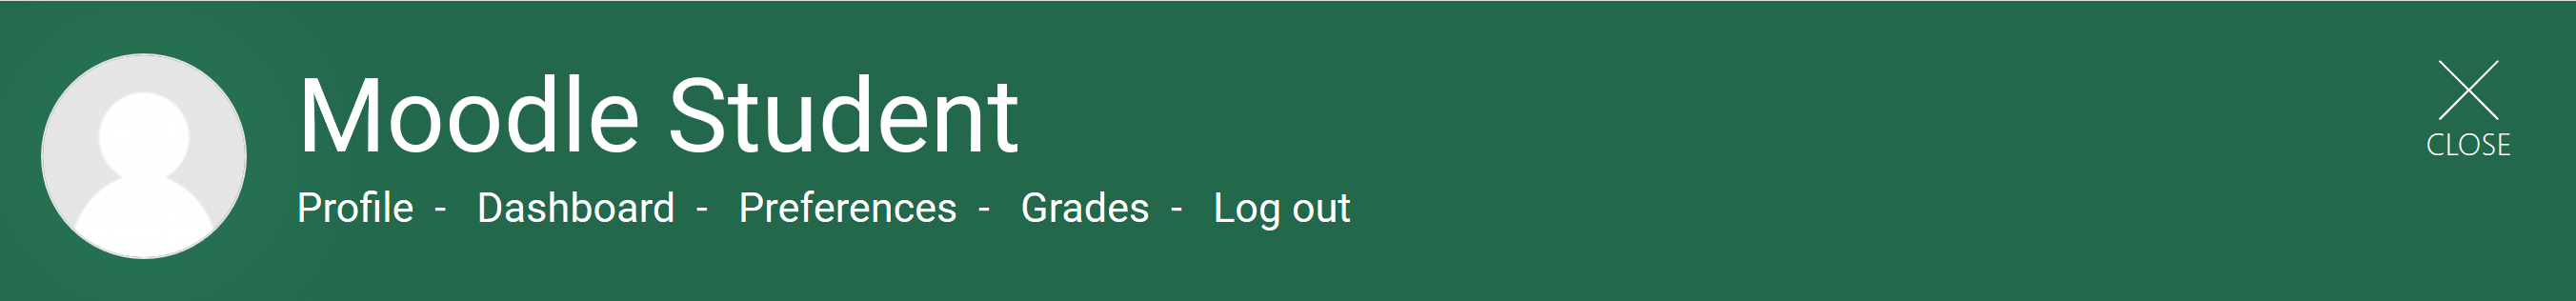 Moodle Student
CLOSE
Profile - Dashboard - Preferences - Grades - Log out